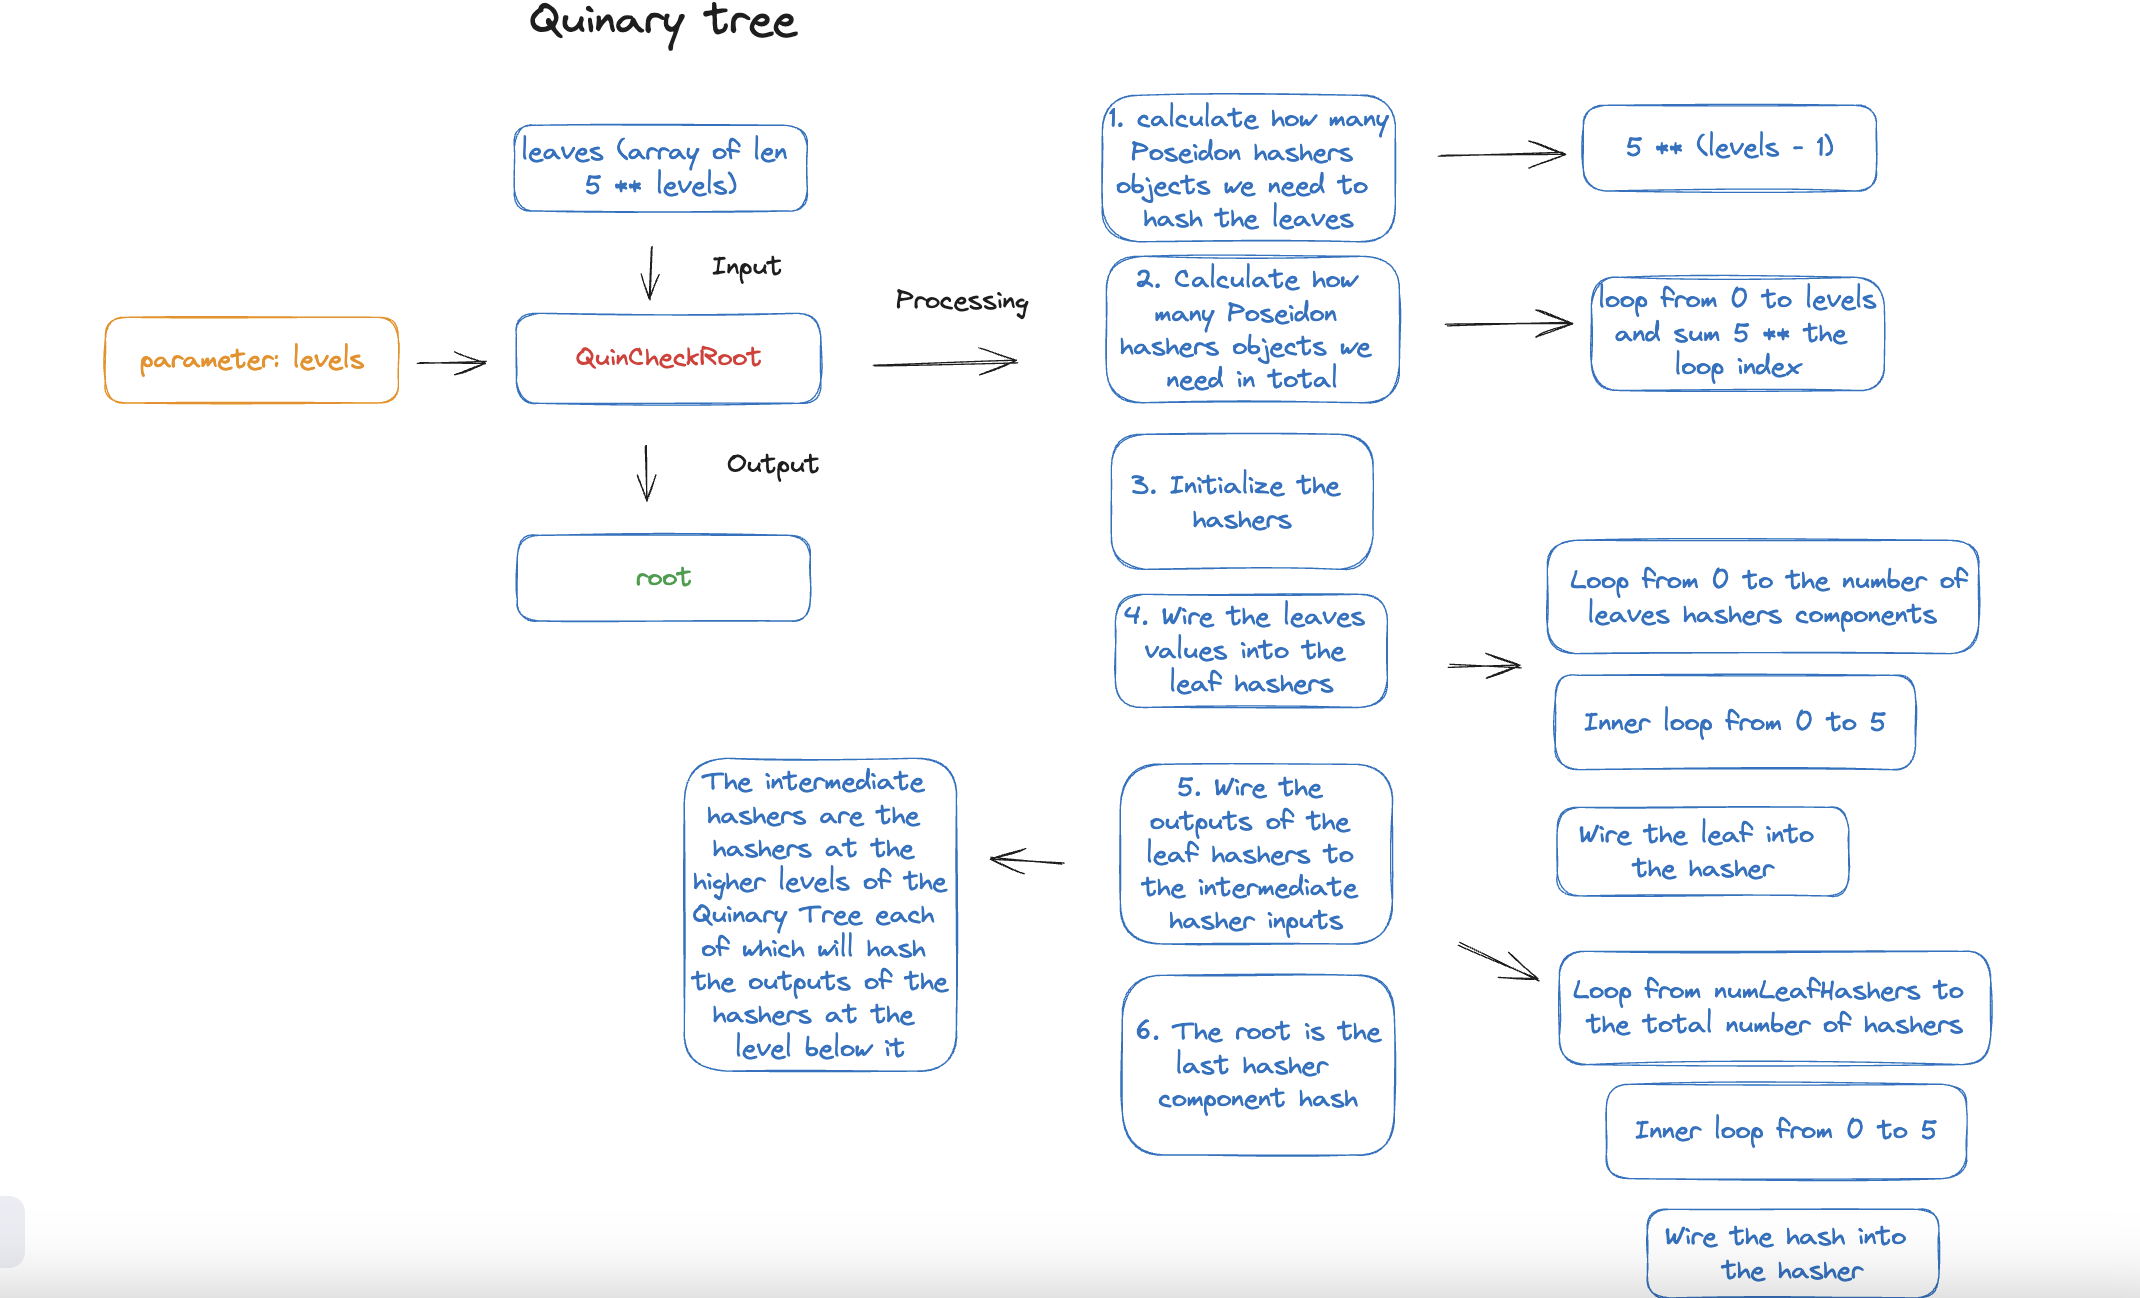 Quinary tree
leaves (array of len
5 ** levels)
Input
parameter: levels
QuinCheckRoot
Processing
Output
root
1. calculate how many
Poseidon hashers
objects we need to
hash the leaves
5 ** (levels - 1)
2. Calculate how
many Poseidon
hashers objects we
need in total
loop from 0 to levels
and sum 5 ** the
loop index
3. Initialize the
hashers
4. Wire the leaves
values into the
leaf hashers
Loop from 0 to the number of
leaves hashers components
Inner loop from 0 to 5
Wire the leaf into
the hasher
5. Wire the
outputs of the
leaf hashers to
the intermediate
hasher inputs
The intermediate
hashers are the
hashers at the
higher levels of the
Quinary Tree each
of which will hash
the outputs of the
hashers at the
level below it
Loop from numLeafHashers to
the total number of hashers
Inner loop from 0 to 5
Wire the hash into
the hasher
6. The root is the
last hasher
component hash